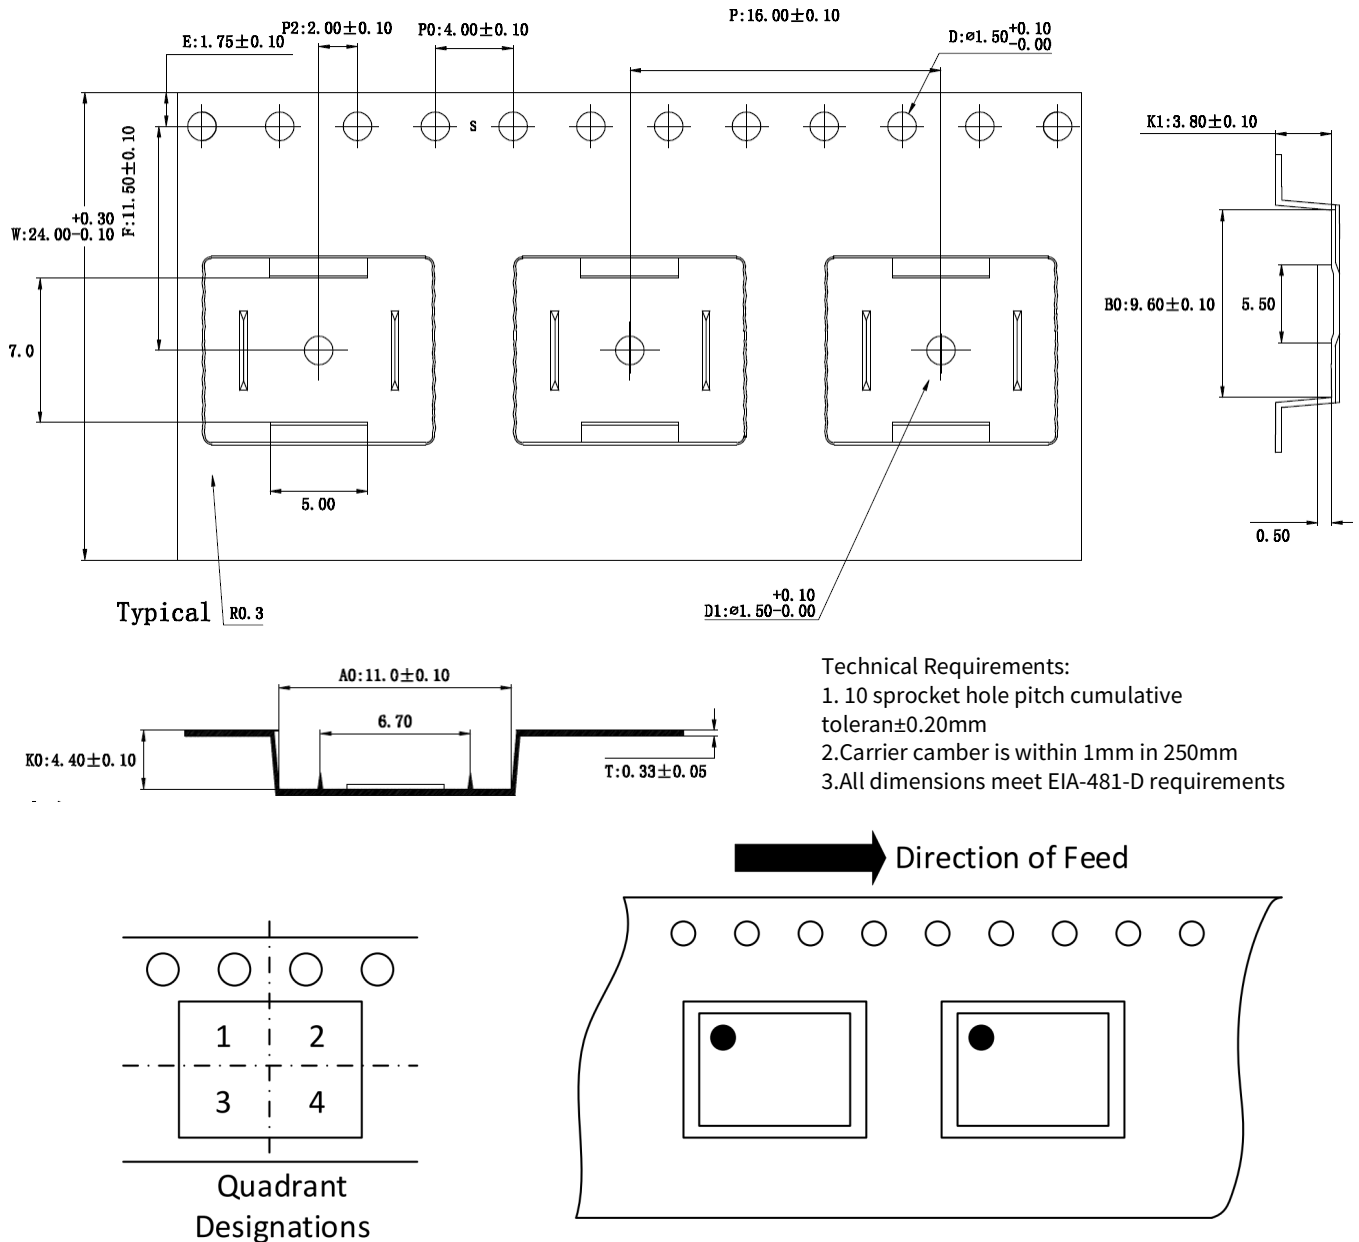 P:16.00±0.10
P2:2.00±0.10
P0:4.00±0.10
E:1.75±0.10
D:⌀1.50+0.10
-0.00
S
K1:3.80±0.10
F:11.50±0.10
+0.30
W:24.00-0.10
B0:9.60±0.10
5.50
7.0
5.00
0.50
+0.10
D1:⌀1.50-0.00
Typical R0.3
Technical Requirements:
1. 10 sprocket hole pitch cumulative
toleran±0.20mm
2.Carrier camber is within 1mm in 250mm
3.All dimensions meet EIA-481-D requirements
A0:11.0±0.10
6.70
K0:4.40±0.10
T:0.33±0.05
Direction of Feed
1 2
3 4
Quadrant
Designations